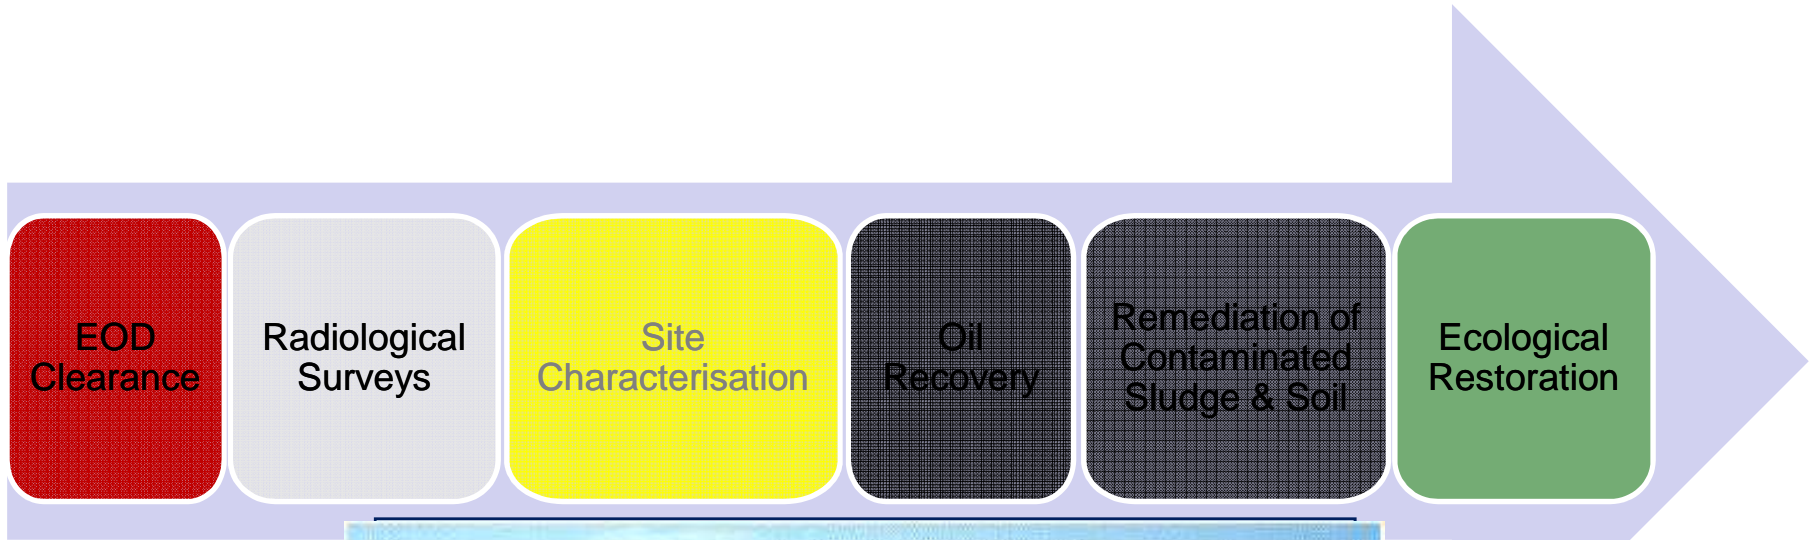 EOD
Clearance
Radiological
Surveys
Site
Characterisation
Oil
Recovery
Remediation of
Contaminated
Sludge & Soil
Ecological
Restoration